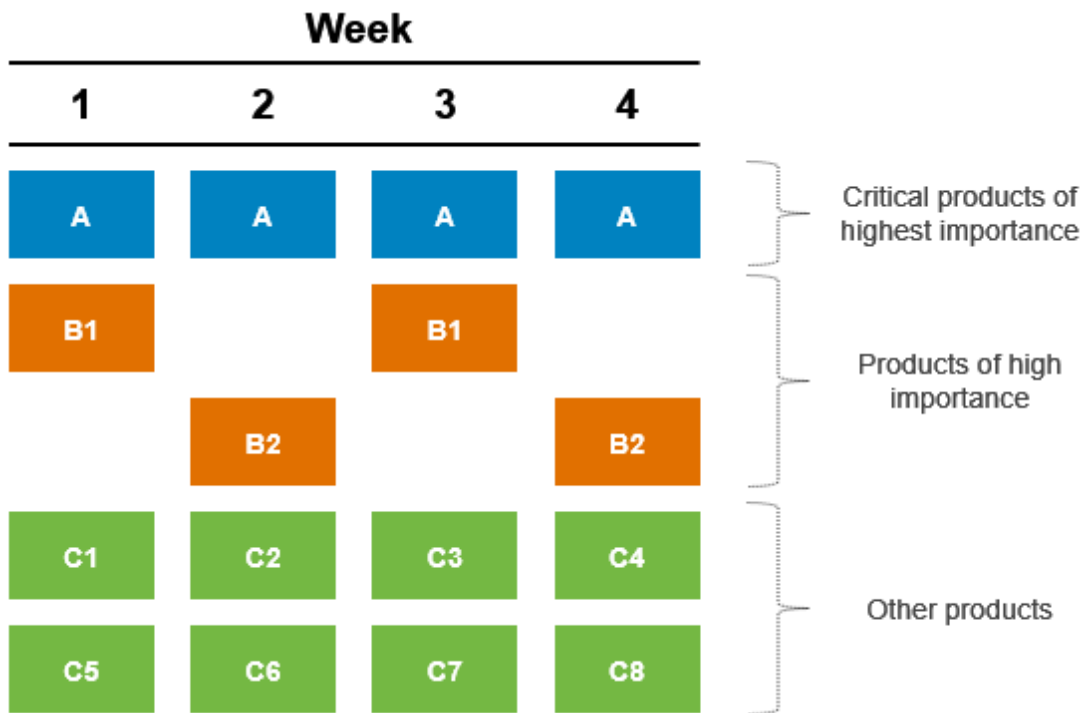 Week
1 2 3 4
A A A A
Critical products of
highest importance
B1 B1
Products of high
importance
B2 B2
C1 C2 C3 C4
Other products
C5 C6 C7 C8